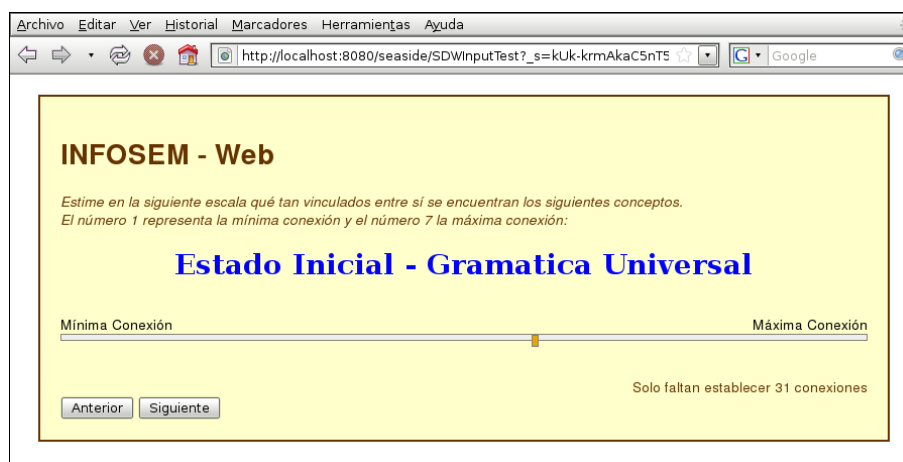 Archivo Editar Ver Historial Marcadores Herramientas Ayuda
http://localhost:8080/seaside/SDWInputTest?_s=kUk-krmAkaC5nT5 G Google
INFOSEM - Web
Estime en la siguiente escala qué tan vinculados entre sí se encuentran los siguientes conceptos.
El número 1 representa la mínima conexión y el número 7 la máxima conexión:
Estado Inicial - Gramatica Universal
Mínima Conexión Máxima Conexión
Solo faltan establecer 31 conexiones
Anterior Siguiente